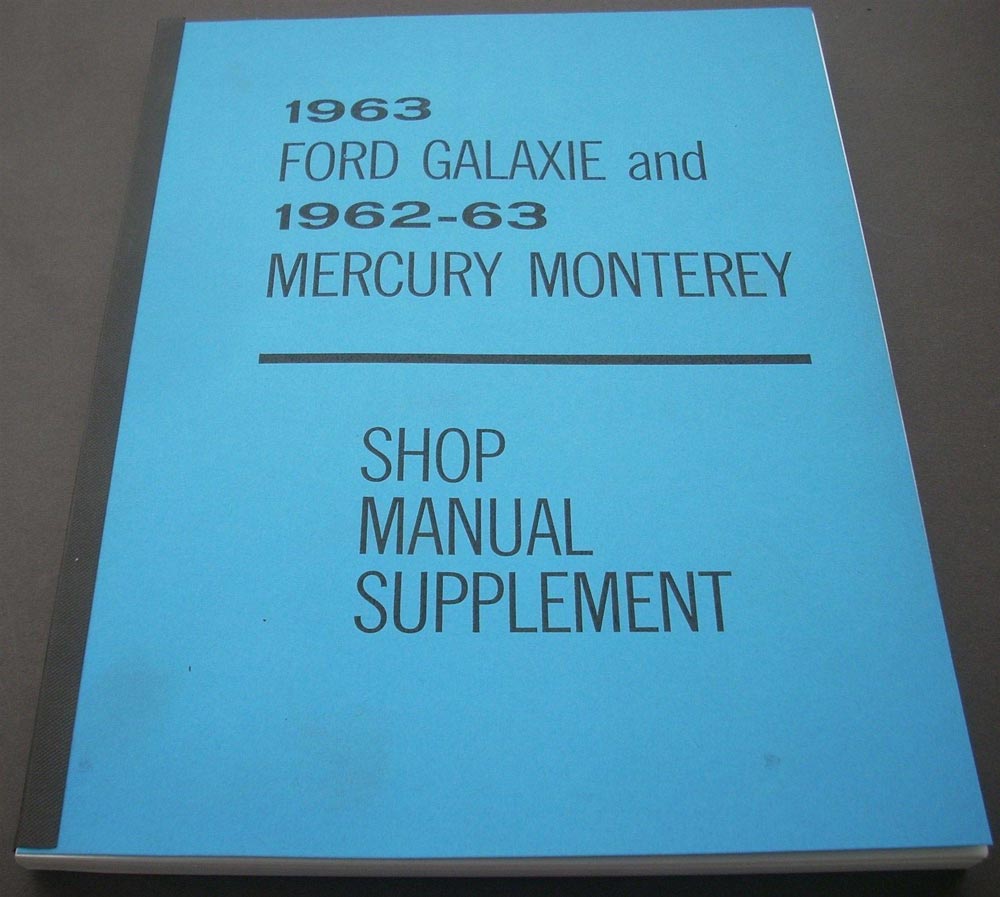 1963
FORD GALAXIE and
1962-63
MERCURY MONTEREY
SHOP
MANUAL
SUPPLEMENT